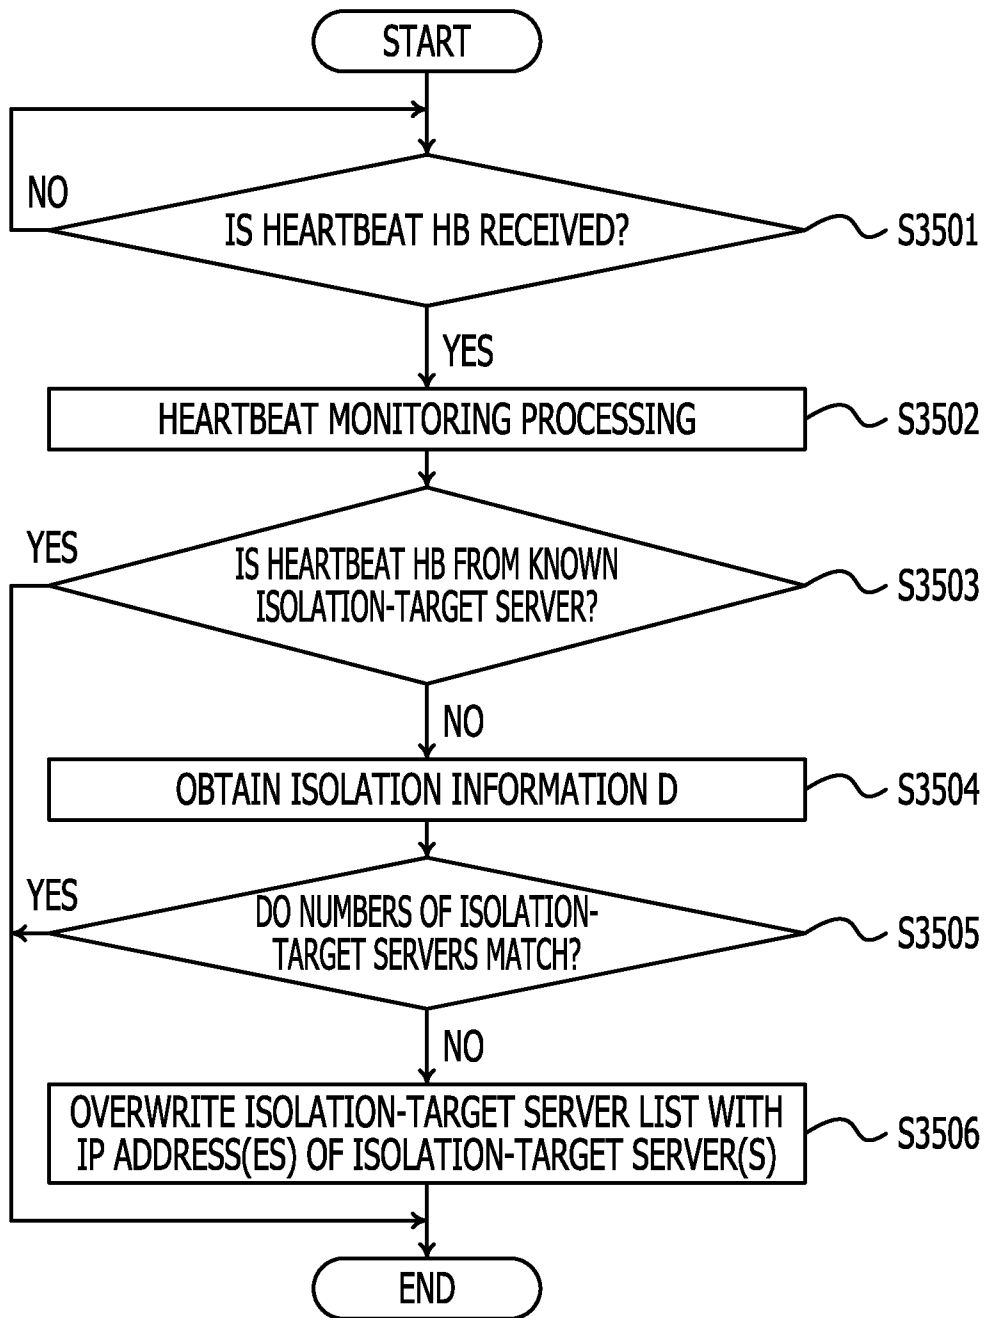 START
NO
IS HEARTBEAT HB RECEIVED?
S3501
YES
HEARTBEAT MONITORING PROCESSING
S3502
YES
IS HEARTBEAT HB FROM KNOWN
ISOLATION-TARGET SERVER?
S3503
NO
OBTAIN ISOLATION INFORMATION D
S3504
YES
DO NUMBERS OF ISOLATION-
TARGET SERVERS MATCH?
S3505
NO
OVERWRITE ISOLATION-TARGET SERVER LIST WITH
IP ADDRESS(ES) OF ISOLATION-TARGET SERVER(S)
S3506
END